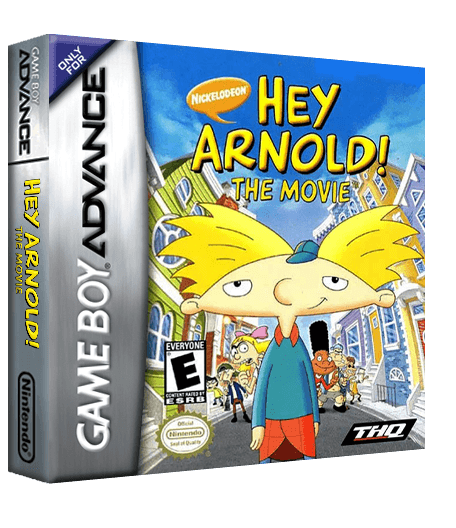 GAME BOY
ADVANCE
HEY ARNOLD!
THE MOVIE
Nintendo
ONLY
FOR
GAME BOY ADVANCE
NICKELODEON
HEY
ARNOLD!
THE MOVIE
EVERYONE
E
CONTENT RATED BY
ESRB
Official
Nintendo
Seal of Quality
THQ